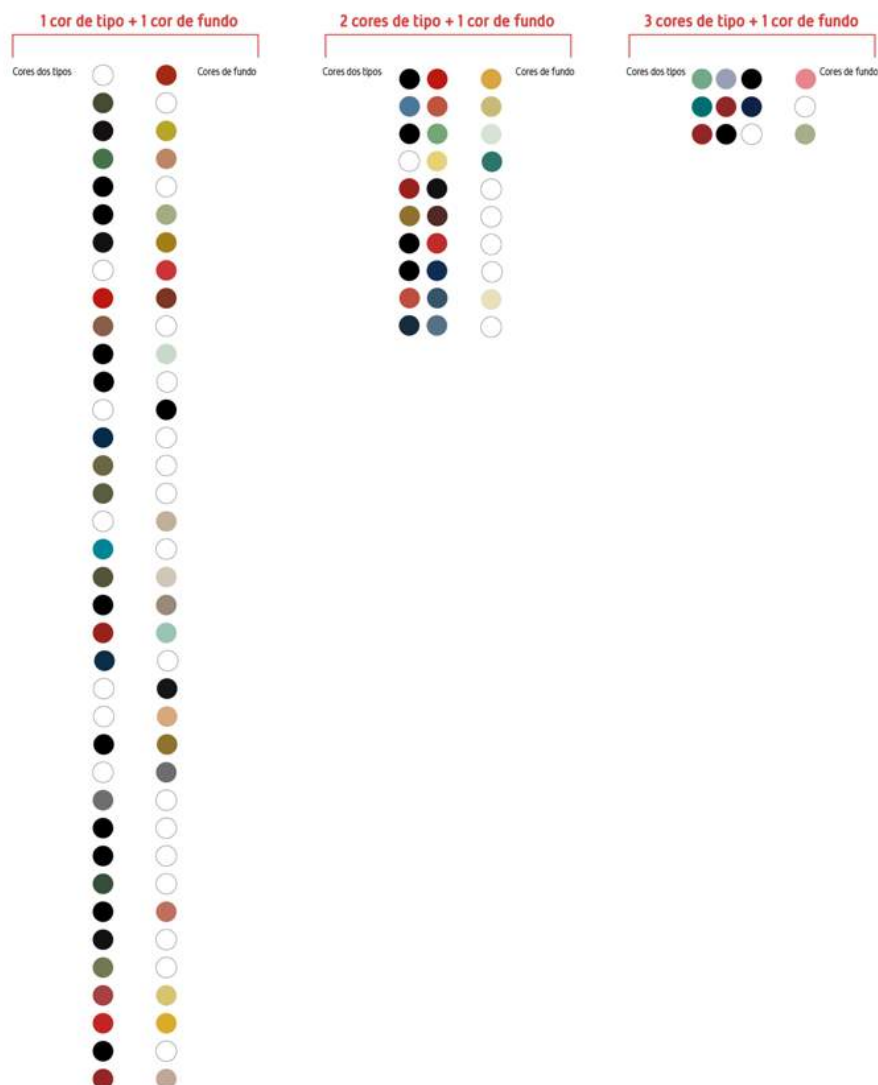 1 cor de tipo + 1 cor de fundo
Cores dos tipos
Cores de fundo
2 cores de tipo + 1 cor de fundo
Cores dos tipos
Cores de fundo
3 cores de tipo + 1 cor de fundo
Cores dos tipos
Cores de fundo